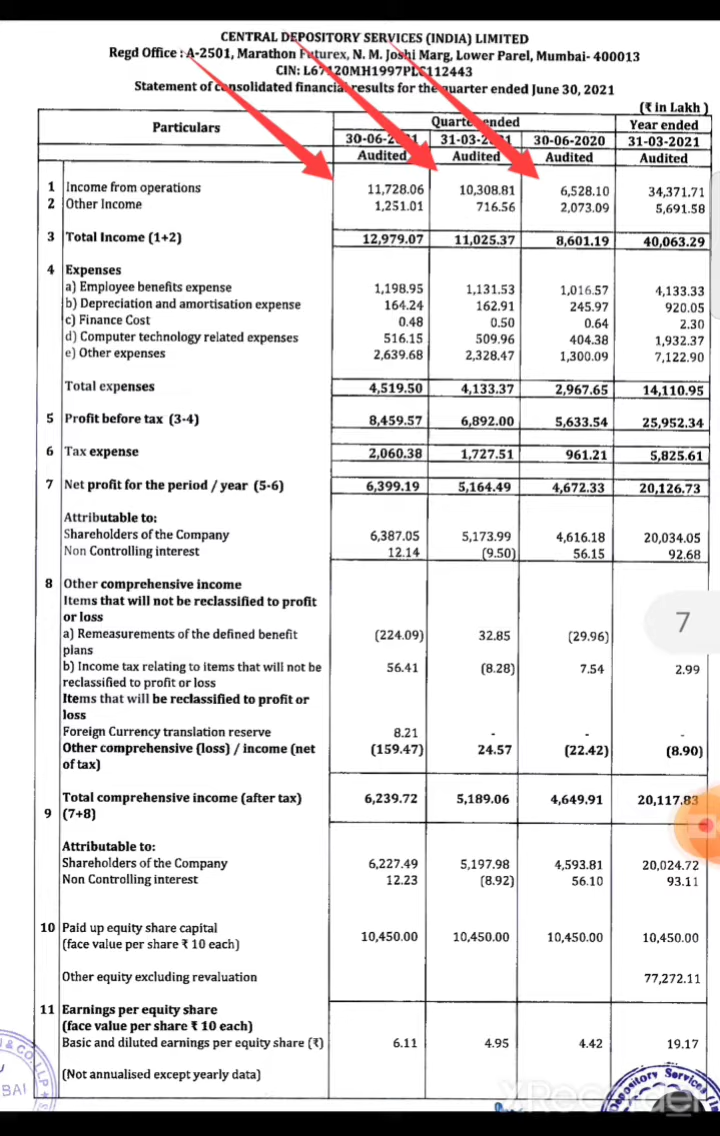 CENTRAL DEPOSITORY SERVICES (INDIA) LIMITED
Regd Office : A-2501, Marathon Futurex, N. M. Joshi Marg, Lower Parel, Mumbai- 400013
CIN: L67120MH1997PLC112443
Statement of consolidated financial results for the quarter ended June 30, 2021
(₹ in Lakh )
Particulars Quarter ended Year ended
30-06-2021 31-03-2021 30-06-2020 31-03-2021
Audited Audited Audited Audited
1 Income from operations 11,728.06 10,308.81 6,528.10 34,371.71
2 Other Income 1,251.01 716.56 2,073.09 5,691.58
3 Total Income (1+2) 12,979.07 11,025.37 8,601.19 40,063.29
4 Expenses
a) Employee benefits expense 1,198.95 1,131.53 1,016.57 4,133.33
b) Depreciation and amortisation expense 164.24 162.91 245.97 920.05
c) Finance Cost 0.48 0.50 0.64 2.30
d) Computer technology related expenses 516.15 509.96 404.38 1,932.37
e) Other expenses 2,639.68 2,328.47 1,300.09 7,122.90
Total expenses 4,519.50 4,133.37 2,967.65 14,110.95
5 Profit before tax (3-4) 8,459.57 6,892.00 5,633.54 25,952.34
6 Tax expense 2,060.38 1,727.51 961.21 5,825.61
7 Net profit for the period / year (5-6) 6,399.19 5,164.49 4,672.33 20,126.73
Attributable to:
Shareholders of the Company 6,387.05 5,173.99 4,616.18 20,034.05
Non Controlling interest 12.14 (9.50) 56.15 92.68
8 Other comprehensive income
Items that will not be reclassified to profit
or loss
7
a) Remeasurements of the defined benefit (224.09) 32.85 (29.96)
plans
b) Income tax relating to items that will not be 56.41 (8.28) 7.54 2.99
reclassified to profit or loss
Items that will be reclassified to profit or
loss
Foreign Currency translation reserve 8.21 - - -
Other comprehensive (loss) / income (net (159.47) 24.57 (22.42) (8.90)
of tax)
Total comprehensive income (after tax) 6,239.72 5,189.06 4,649.91 20,117.83
9 (7+8)
Attributable to:
Shareholders of the Company 6,227.49 5,197.98 4,593.81 20,024.72
Non Controlling interest 12.23 (8.92) 56.10 93.11
10 Paid up equity share capital 10,450.00 10,450.00 10,450.00 10,450.00
(face value per share ₹ 10 each)
Other equity excluding revaluation 77,272.11
11 Earnings per equity share
(face value per share ₹ 10 each)
Basic and diluted earnings per equity share (₹) 6.11 4.95 4.42 19.17
(Not annualised except yearly data)
& CO. LLP
BAI
Depository Services
XRecorder